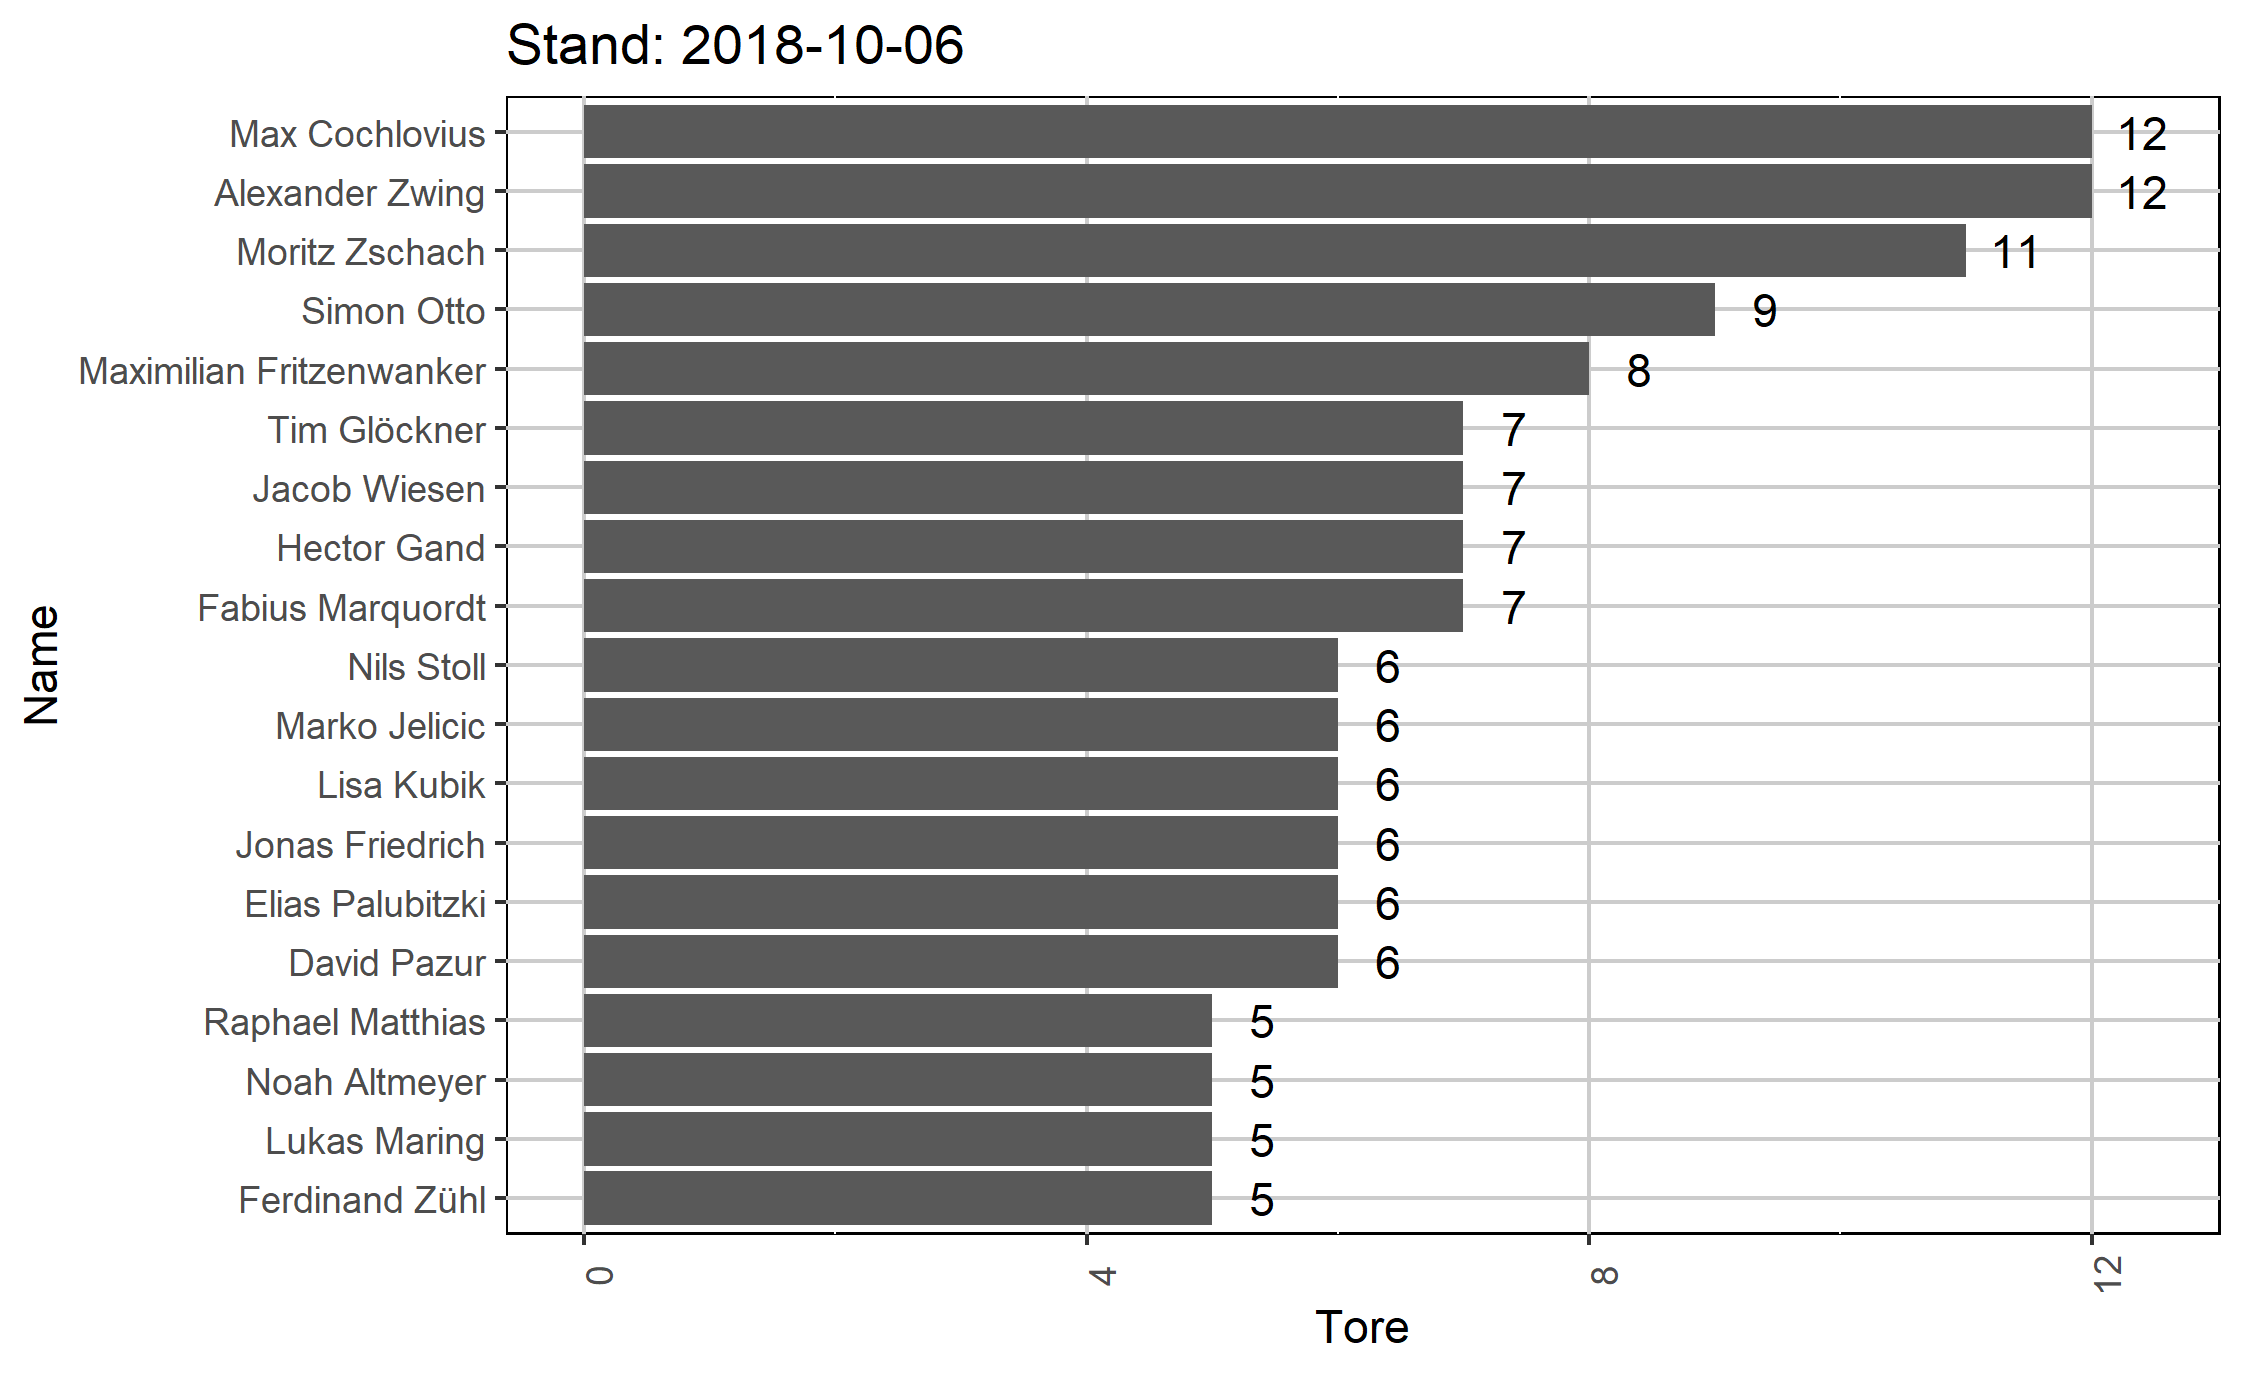 Stand: 2018-10-06
Max Cochlovius 12
Alexander Zwing 12
Moritz Zschach 11
Simon Otto 9
Maximilian Fritzenwanker 8
Tim Glöckner 7
Jacob Wiesen 7
Hector Gand 7
Fabius Marquordt 7
Nils Stoll 6
Marko Jelicic 6
Lisa Kubik 6
Jonas Friedrich 6
Elias Palubitzki 6
David Pazur 6
Raphael Matthias 5
Noah Altmeyer 5
Lukas Maring 5
Ferdinand Zühl 5
Name
0 4 8 12
Tore